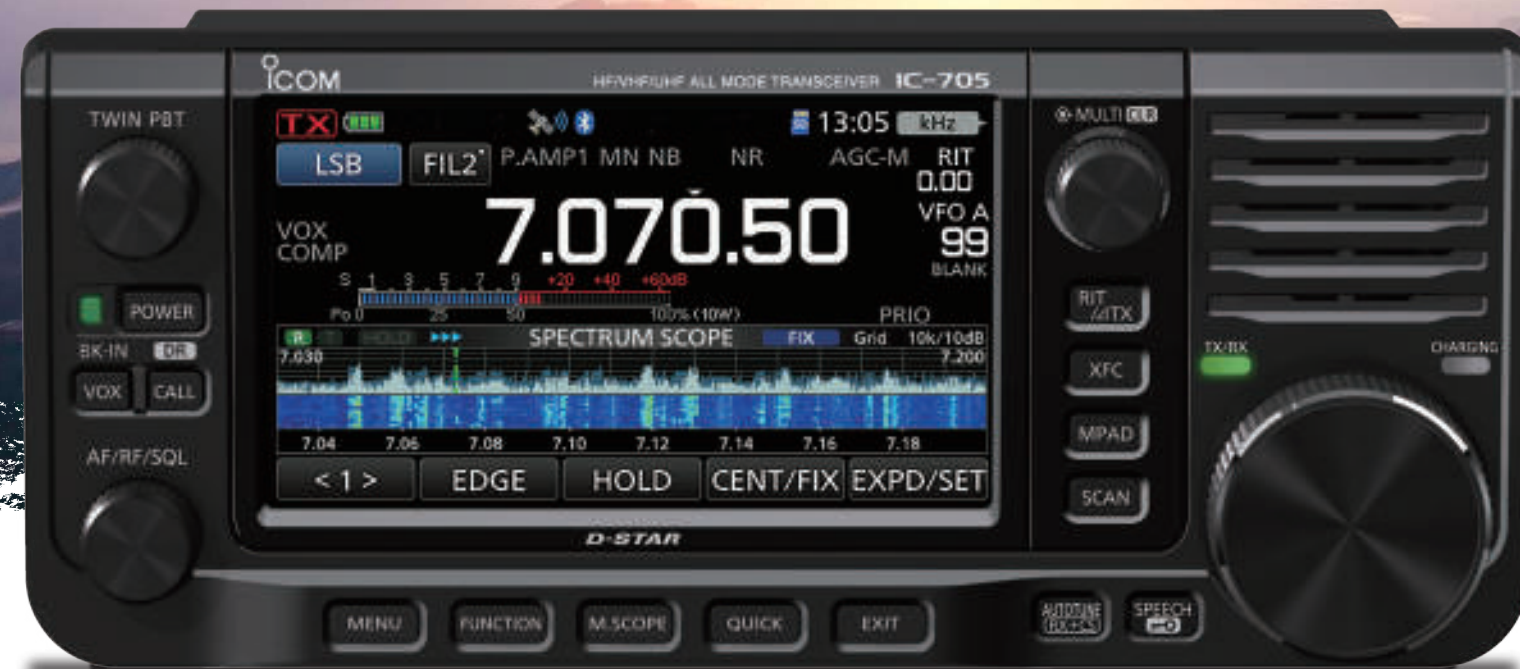 ICOM
HF/VHF/UHF ALL MODE TRANSCEIVER IC-705
TWIN PBT
MULTI CLR
TX
13:05 kHz
LSB FIL2 P.AMP1 MN NB NR AGC-M RIT
0.00
7.070.50
VFO A
99
BLANK
VOX
COMP
S 1 . 3 . 5 . 7 . 9 +20 +40 +60dB
Po 0 25 50 100% (10W) PRIO
HOLD SPECTRUM SCOPE FIX Grid 10k/10dB
7.030 7.200
7.04 7.06 7.08 7.10 7.12 7.14 7.16 7.18
< 1 > EDGE HOLD CENT/FIX EXPD/SET
D-STAR
POWER
BK-IN DR
VOX CALL
AF/RF/SQL
RIT
/⊿TX
XFC
MPAD
SCAN
TX/RX CHARGING
MENU FUNCTION M.SCOPE QUICK EXIT
AUTOTUNE SPEECH
(RX→CS)